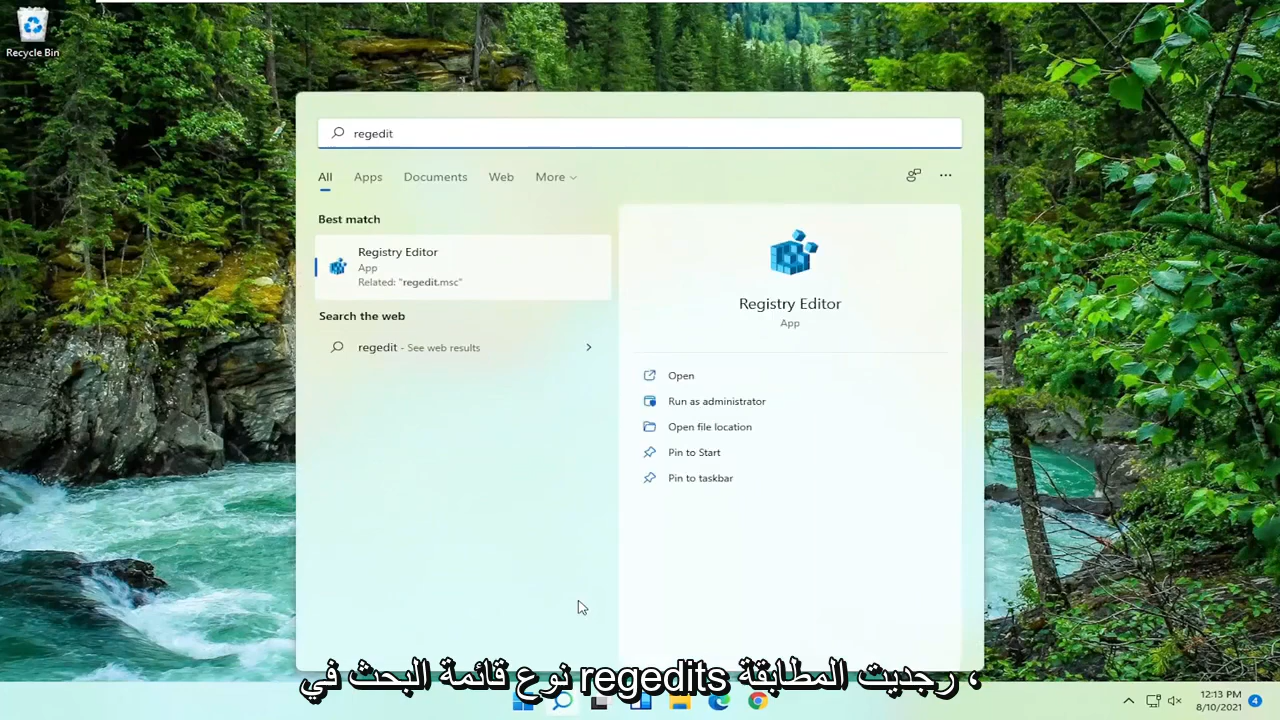 Recycle Bin
regedit
All Apps Documents Web More
Best match
Registry Editor
App
Related: "regedit.msc"
Search the web
regedit - See web results
Registry Editor
App
Open
Run as administrator
Open file location
Pin to Start
Pin to taskbar
، رجديت المطابقة regedits نوع قائمة البحث في
12:13 PM
8/10/2021
4